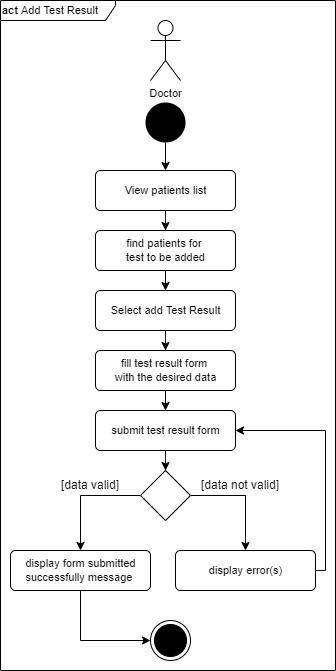 act Add Test Result
Doctor
View patients list
find patients for
test to be added
Select add Test Result
fill test result form
with the desired data
submit test result form
[data valid]
[data not valid]
display form submitted
successfully message
display error(s)